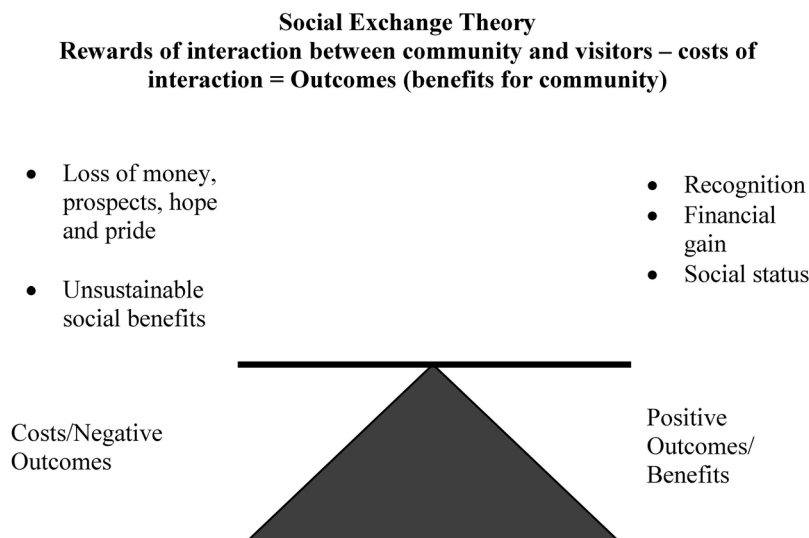 Social Exchange Theory
Rewards of interaction between community and visitors – costs of
interaction = Outcomes (benefits for community)
• Loss of money,
prospects, hope
and pride
• Unsustainable
social benefits
• Recognition
• Financial
gain
• Social status
Costs/Negative
Outcomes
Positive
Outcomes/
Benefits